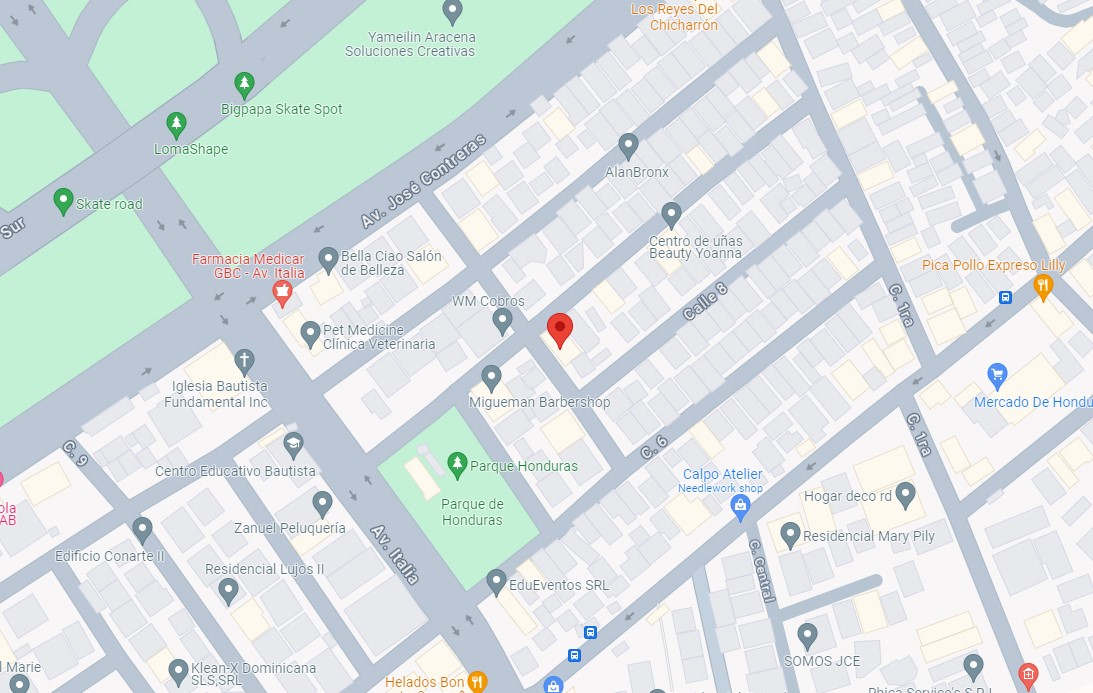 Los Reyes Del
Chicharrón
Yameilin Aracena
Soluciones Creativas
Bigpapa Skate Spot
LomaShape
Av. José Contreras
AlanBronx
Skate road
Sur
Centro de uñas
Beauty Yoanna
Bella Ciao Salón
de Belleza
Farmacia Medicar
GBC - Av. Italia
Pica Pollo Expreso Lilly
Calle 8
C. 1ra
WM Cobros
Pet Medicine
Clínica Veterinaria
Iglesia Bautista
Fundamental Inc
Migueman Barbershop
Mercado De Hondu
C. 9
C. 6
C. 1ra
Centro Educativo Bautista
Parque Honduras
Calpo Atelier
Needlework shop
Hogar deco rd
ola
AB
Zanuel Peluquería
Parque de
Honduras
Residencial Mary Pily
Edificio Conarte II
Av. Italia
C. Central
Residencial Lujos II
EduEventos SRL
l Marie
Klean-X Dominicana
SLS,SRL
SOMOS JCE
Helados Bon